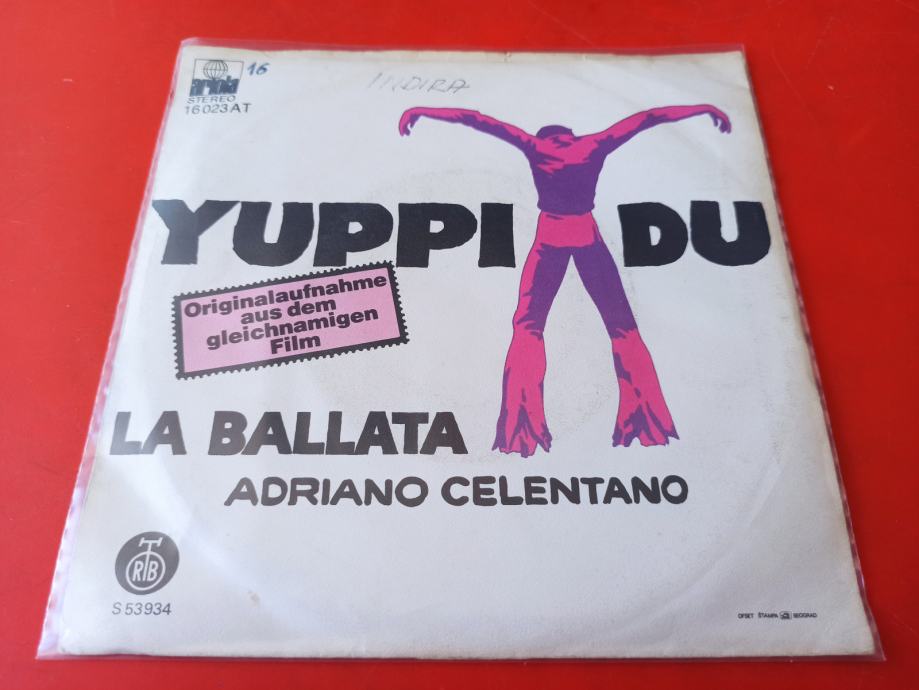 ariola
16
INDIRA
STEREO
16 023 AT
YUPPI DU
Originalaufnahme
aus dem
gleichnamigen
Film
LA BALLATA
ADRIANO CELENTANO
RTB
S 53934
OFSET ŠTAMPA BEOGRAD